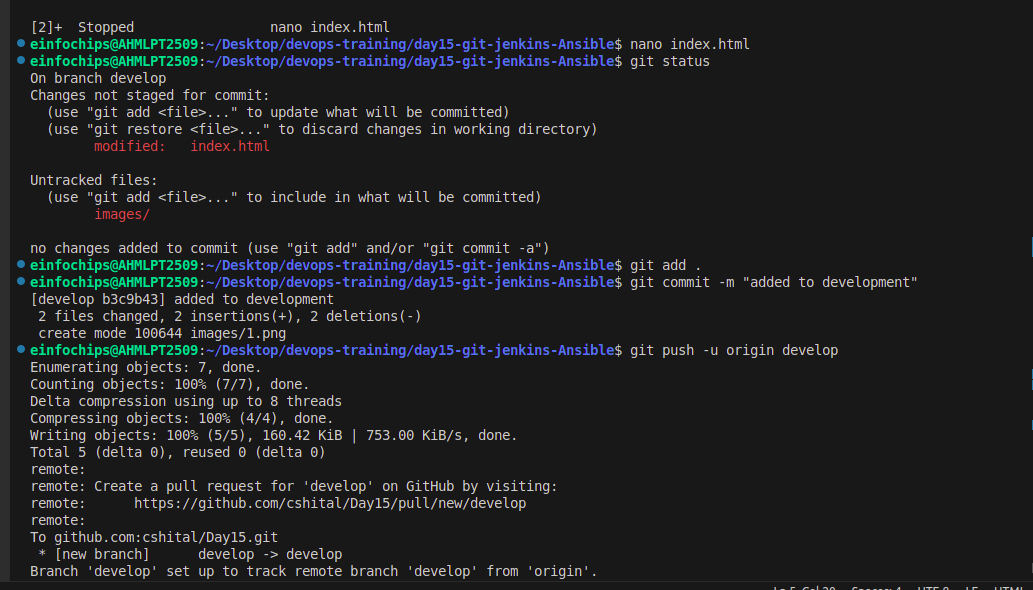 [2]+  Stopped                 nano index.html
einfochips@AHMLPT2509:~/Desktop/devops-training/day15-git-jenkins-Ansible$ nano index.html
einfochips@AHMLPT2509:~/Desktop/devops-training/day15-git-jenkins-Ansible$ git status
On branch develop
Changes not staged for commit:
  (use "git add <file>..." to update what will be committed)
  (use "git restore <file>..." to discard changes in working directory)
        modified:   index.html

Untracked files:
  (use "git add <file>..." to include in what will be committed)
        images/

no changes added to commit (use "git add" and/or "git commit -a")
einfochips@AHMLPT2509:~/Desktop/devops-training/day15-git-jenkins-Ansible$ git add .
einfochips@AHMLPT2509:~/Desktop/devops-training/day15-git-jenkins-Ansible$ git commit -m "added to development"
[develop b3c9b43] added to development
 2 files changed, 2 insertions(+), 2 deletions(-)
 create mode 100644 images/1.png
einfochips@AHMLPT2509:~/Desktop/devops-training/day15-git-jenkins-Ansible$ git push -u origin develop
Enumerating objects: 7, done.
Counting objects: 100% (7/7), done.
Delta compression using up to 8 threads
Compressing objects: 100% (4/4), done.
Writing objects: 100% (5/5), 160.42 KiB | 753.00 KiB/s, done.
Total 5 (delta 0), reused 0 (delta 0)
remote:
remote: Create a pull request for 'develop' on GitHub by visiting:
remote:      https://github.com/cshital/Day15/pull/new/develop
remote:
To github.com:cshital/Day15.git
 * [new branch]      develop -> develop
Branch 'develop' set up to track remote branch 'develop' from 'origin'.